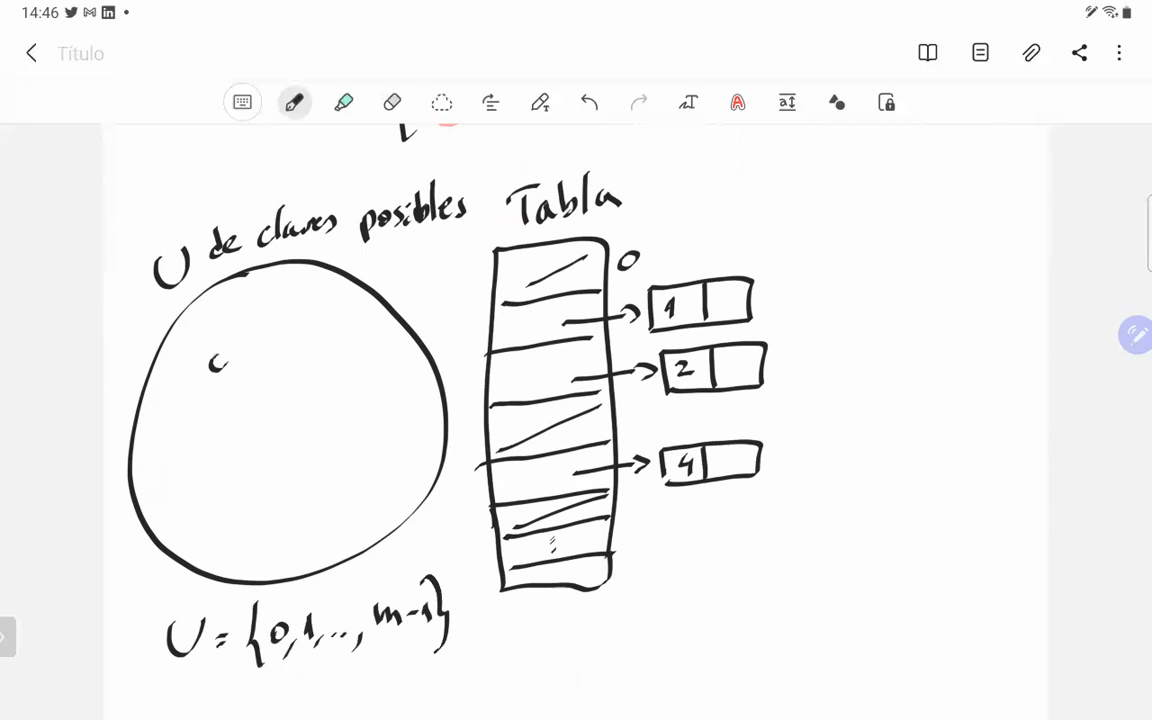 14:46
Título
U de claves posibles
Tabla
0
1
2
4
U = {0,1,..., m-1}